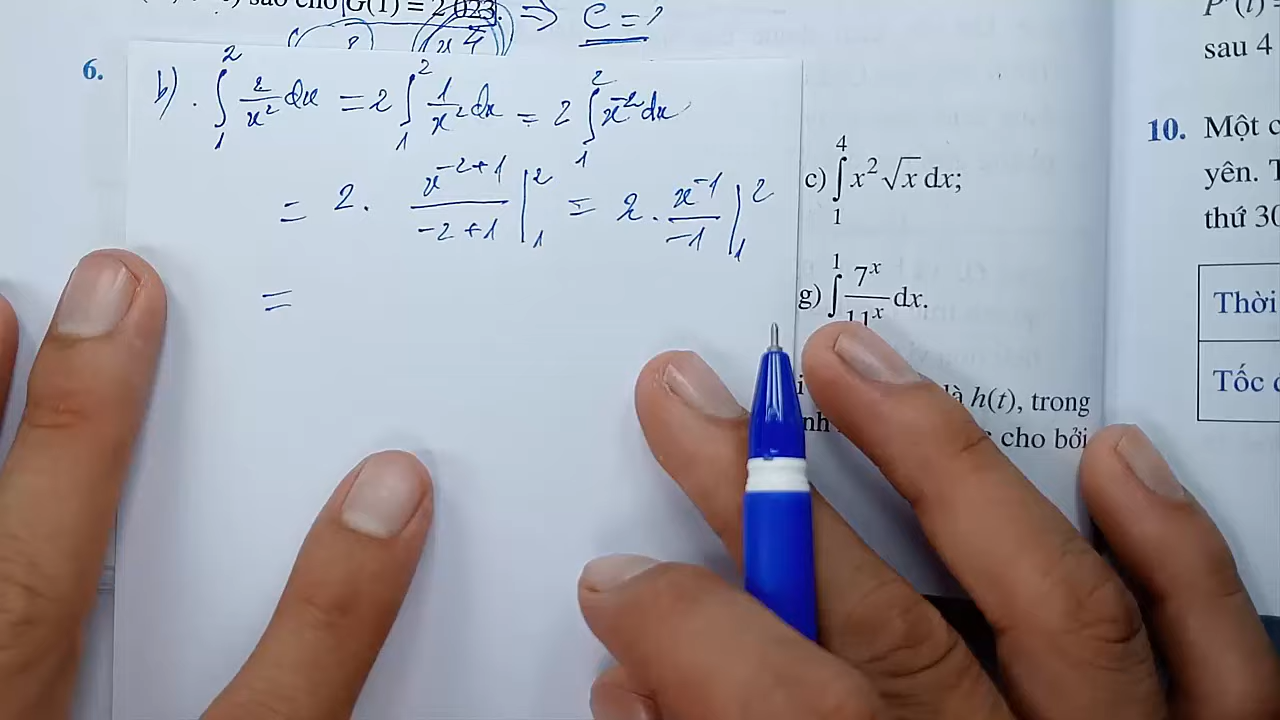 sao cho G(1) = 2 023. ⇒ C = ?
6.
b). ∫₁² 2/x² dx = 2 ∫₁² 1/x² dx = 2 ∫₁² x⁻² dx
= 2. x⁻²⁺¹/(-2+1) |₁² = 2. x⁻¹/(-1) |₁²
=
c) ∫₁⁴ x²√x dx;
g) ∫¹ 7ˣ/11ˣ dx.
là h(t), trong
cho bởi
sau 4
10. Một c
yên. T
thứ 30
Thời
Tốc